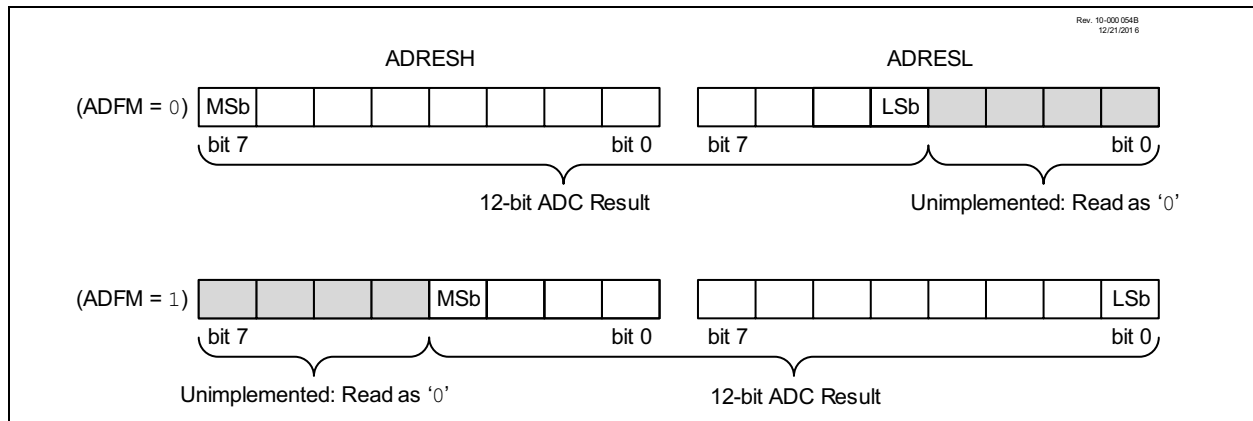 Rev. 10-000 054B
12/21/201 6
ADRESH ADRESL
(ADFM = 0) MSb LSb
bit 7 bit 0 bit 7 bit 0
12-bit ADC Result Unimplemented: Read as ‘0’
(ADFM = 1) MSb LSb
bit 7 bit 0 bit 7 bit 0
Unimplemented: Read as ‘0’ 12-bit ADC Result